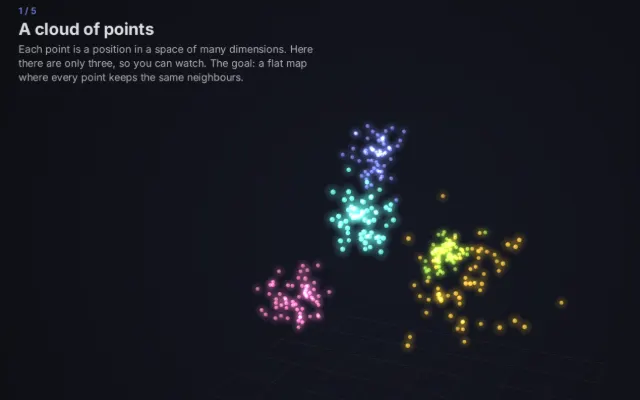 1 / 5
A cloud of points
Each point is a position in a space of many dimensions. Here
there are only three, so you can watch. The goal: a flat map
where every point keeps the same neighbours.